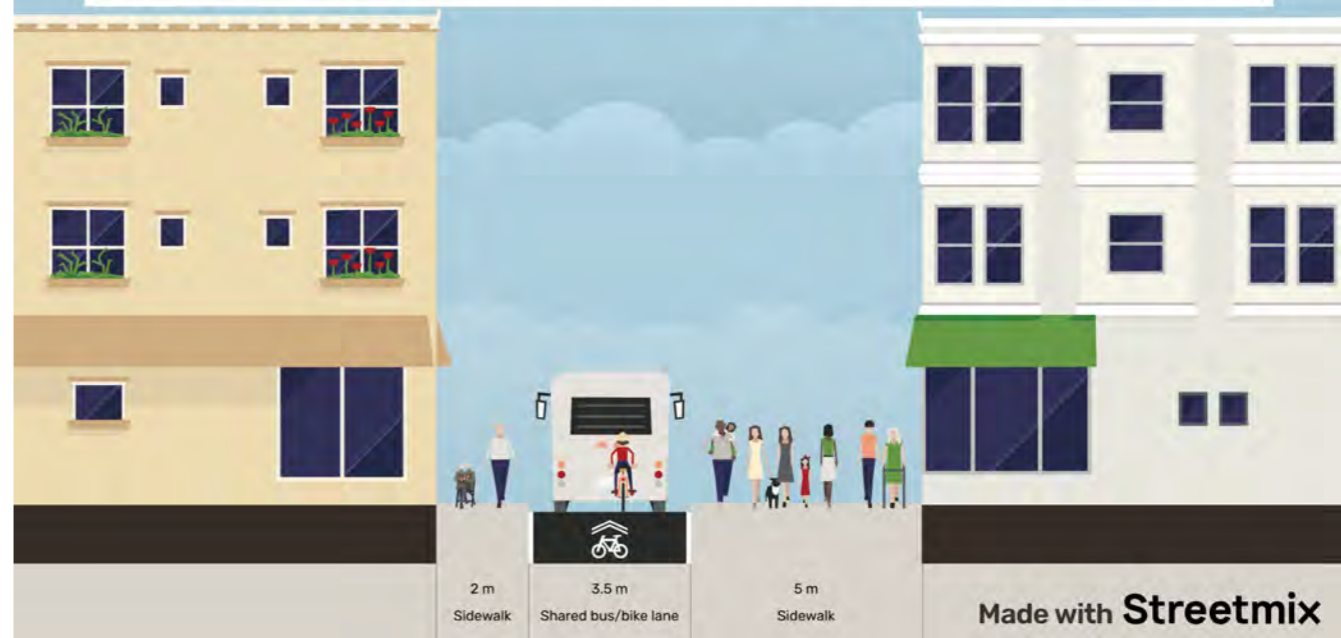 2 m
Sidewalk
3.5 m
Shared bus/bike lane
5 m
Sidewalk
Made with Streetmix